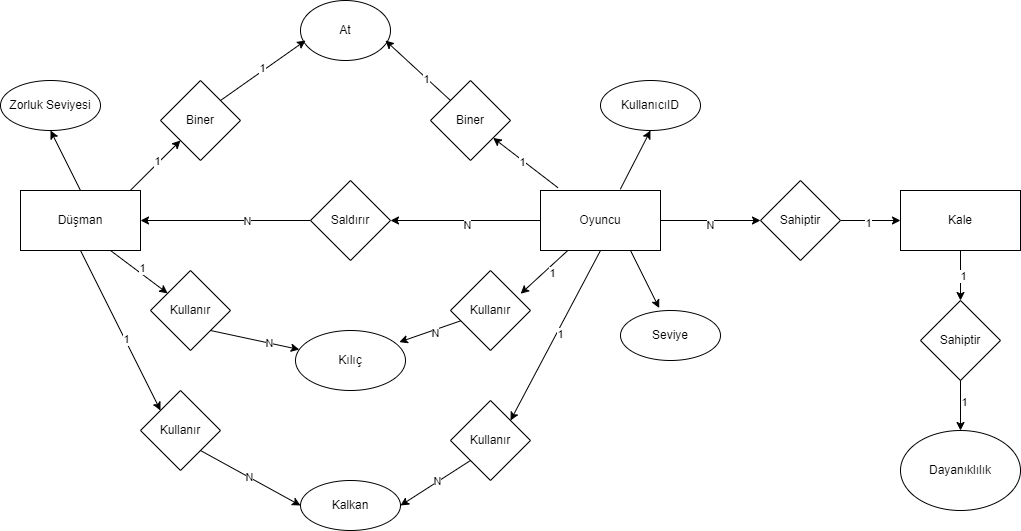 At
1
1
Zorluk Seviyesi
Biner
Biner
KullanıcıID
1
1
Düşman
N
Saldırır
N
Oyuncu
N
Sahiptir
1
Kale
1
1
1
Kullanır
Kullanır
Sahiptir
1
N
N
1
Kılıç
Seviye
1
Kullanır
Kullanır
N
N
Kalkan
Dayanıklılık